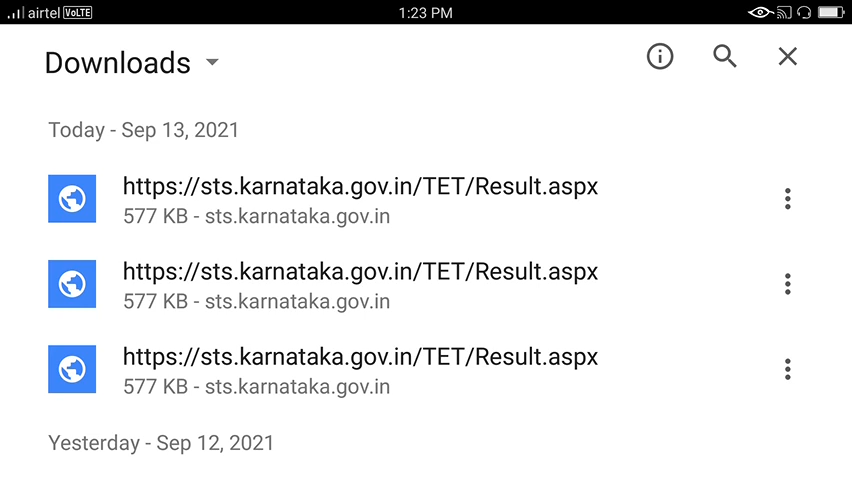 airtel VoLTE 1:23 PM
Downloads
Today - Sep 13, 2021
https://sts.karnataka.gov.in/TET/Result.aspx
577 KB - sts.karnataka.gov.in
https://sts.karnataka.gov.in/TET/Result.aspx
577 KB - sts.karnataka.gov.in
https://sts.karnataka.gov.in/TET/Result.aspx
577 KB - sts.karnataka.gov.in
Yesterday - Sep 12, 2021